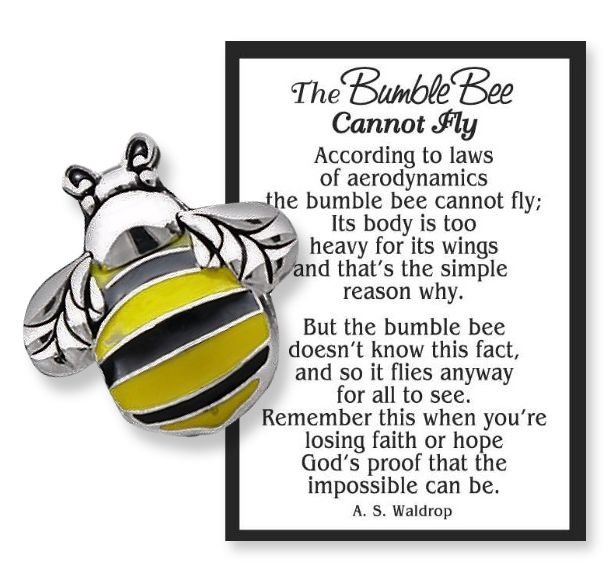 The Bumble Bee
Cannot Fly
According to laws
of aerodynamics
the bumble bee cannot fly;
Its body is too
heavy for its wings
and that's the simple
reason why.
But the bumble bee
doesn't know this fact,
and so it flies anyway
for all to see.
Remember this when you're
losing faith or hope
God's proof that the
impossible can be.
A. S. Waldrop